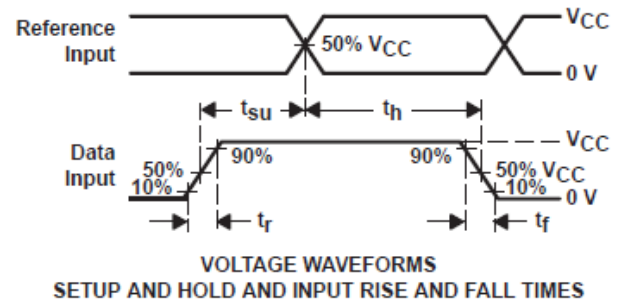 Reference
Input
VCC
50% VCC
0 V
tsu
th
Data
Input
VCC
90%
90%
50%
50% VCC
10%
10%
0 V
tr
tf
VOLTAGE WAVEFORMS
SETUP AND HOLD AND INPUT RISE AND FALL TIMES